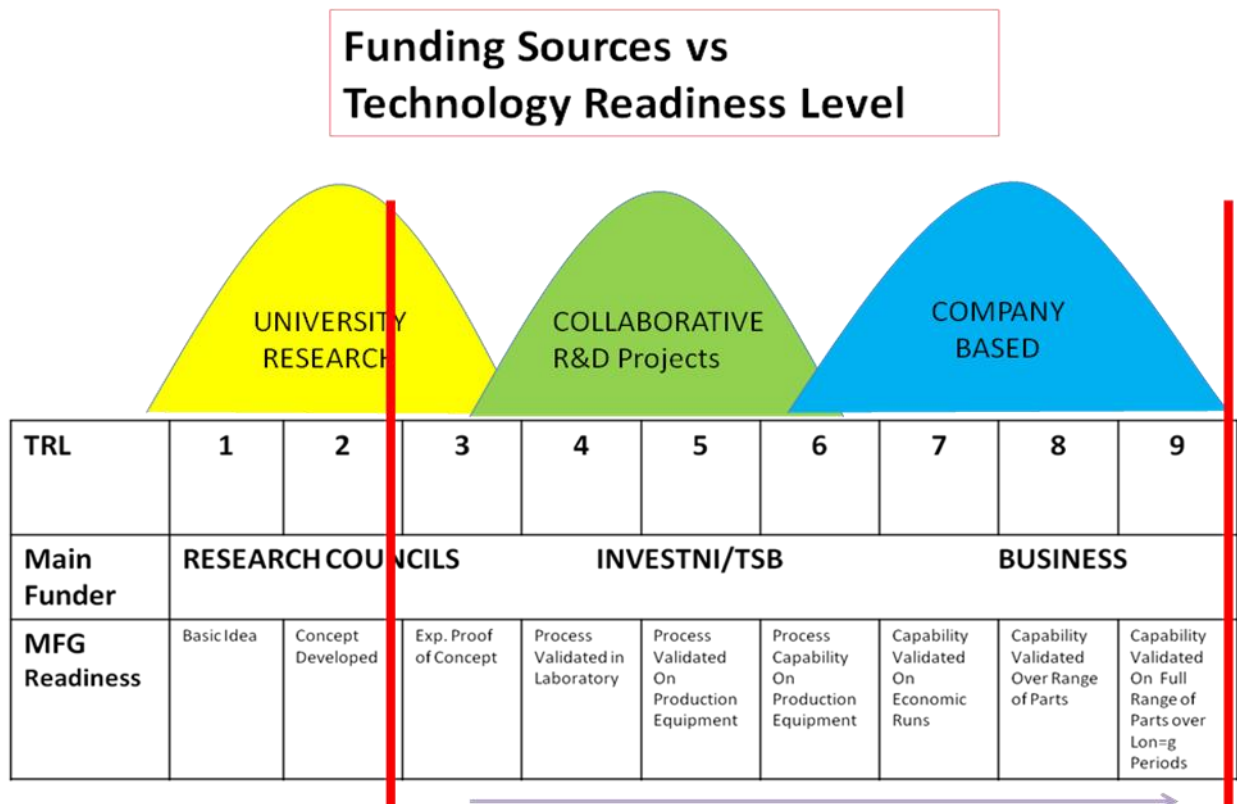 Funding Sources vs
Technology Readiness Level
UNIVERSITY
RESEARCH
COLLABORATIVE
R&D Projects
COMPANY
BASED
TRL 1 2 3 4 5 6 7 8 9
Main
Funder
RESEARCH COUNCILS INVESTNI/TSB BUSINESS
MFG
Readiness
Basic Idea
Concept
Developed
Exp. Proof
of Concept
Process
Validated in
Laboratory
Process
Validated
On
Production
Equipment
Process
Capability
On
Production
Equipment
Capability
Validated
On
Economic
Runs
Capability
Validated
Over Range
of Parts
Capability
Validated
On Full
Range of
Parts over
Lon=g
Periods